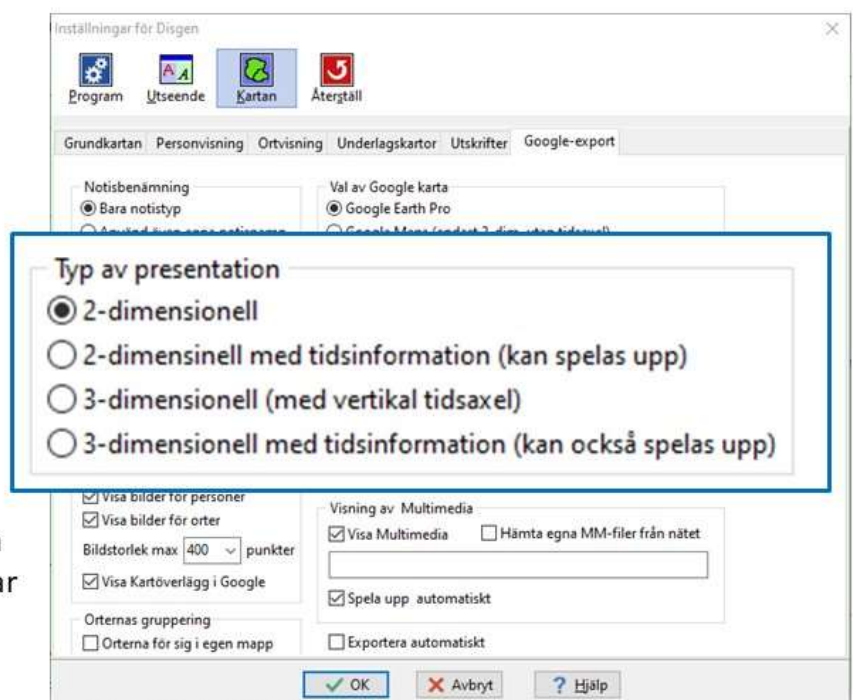 Inställningar för Disgen
Program Utseende Kartan Återställ
Grundkartan Personvisning Ortvisning Underlagskartor Utskrifter Google-export
Notisbenämning
Bara notistyp
Val av Google karta
Google Earth Pro
Typ av presentation
2-dimensionell
2-dimensinell med tidsinformation (kan spelas upp)
3-dimensionell (med vertikal tidsaxel)
3-dimensionell med tidsinformation (kan också spelas upp)
Visa bilder för personer
Visa bilder för orter
Bildstorlek max 400 punkter
Visa Kartöverlägg i Google
Visning av Multimedia
Visa Multimedia Hämta egna MM-filer från nätet
Spela upp automatiskt
Orternas gruppering
Orterna för sig i egen mapp
Exportera automatiskt
OK Avbryt Hjälp